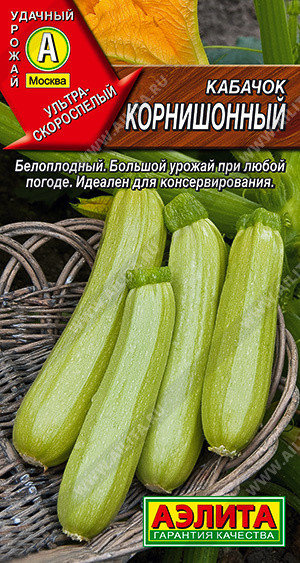 УДАЧНЫЙ
УРОЖАЙ
А
Москва
УЛЬТРА-
СКОРОСПЕЛЫЙ
КАБАЧОК
КОРНИШОННЫЙ
Белоплодный. Большой урожай при любой
погоде. Идеален для консервирования.
АЭЛИТА
ГАРАНТИЯ КАЧЕСТВА